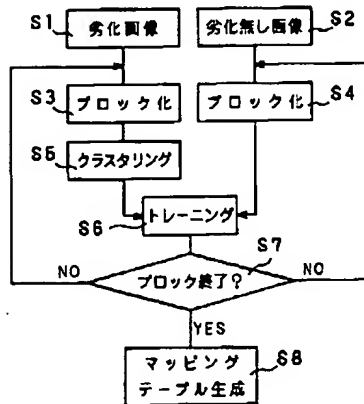 S1 劣化画像
劣化無し画像 S2
S3 ブロック化
ブロック化 S4
S5 クラスタリング
S6 トレーニング
ブロック終了? S7
NO
NO
YES
マッピング
テーブル生成 S8